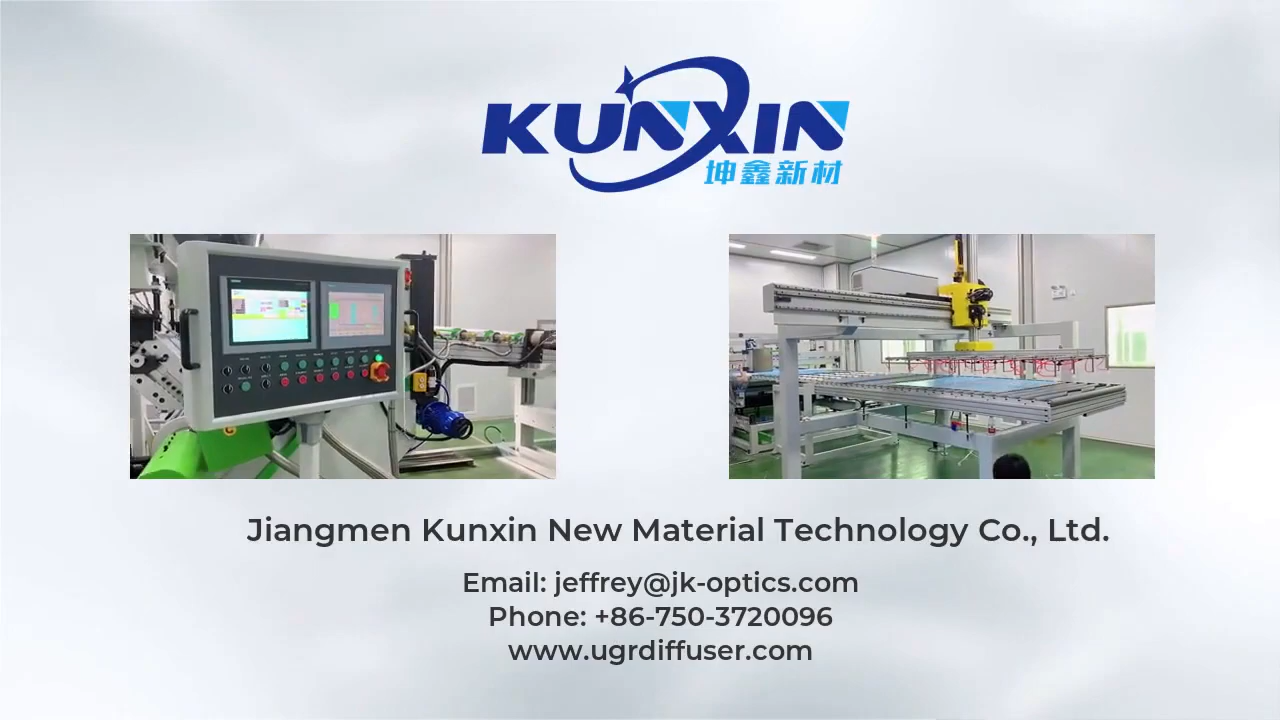 KUNXIN
坤鑫新材
Jiangmen Kunxin New Material Technology Co., Ltd.
Email: jeffrey@jk-optics.com
Phone: +86-750-3720096
www.ugrdiffuser.com